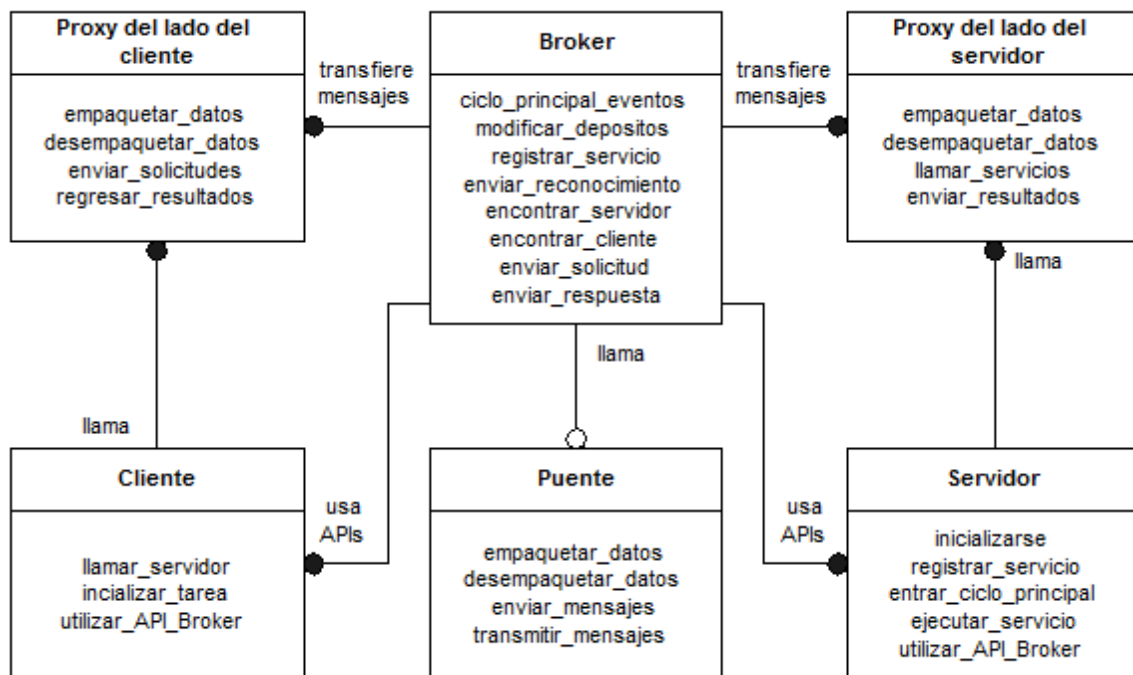 Proxy del lado del
cliente
empaquetar_datos
desempaquetar_datos
enviar_solicitudes
regresar_resultados
transfiere
mensajes
Broker
ciclo_principal_eventos
modificar_depositos
registrar_servicio
enviar_reconocimiento
encontrar_servidor
encontrar_cliente
enviar_solicitud
enviar_respuesta
transfiere
mensajes
Proxy del lado del
servidor
empaquetar_datos
desempaquetar_datos
llamar_servicios
enviar_resultados
llama
llama
llama
Cliente
llamar_servidor
incializar_tarea
utilizar_API_Broker
usa
APIs
Puente
empaquetar_datos
desempaquetar_datos
enviar_mensajes
transmitir_mensajes
usa
APIs
Servidor
inicializarse
registrar_servicio
entrar_ciclo_principal
ejecutar_servicio
utilizar_API_Broker